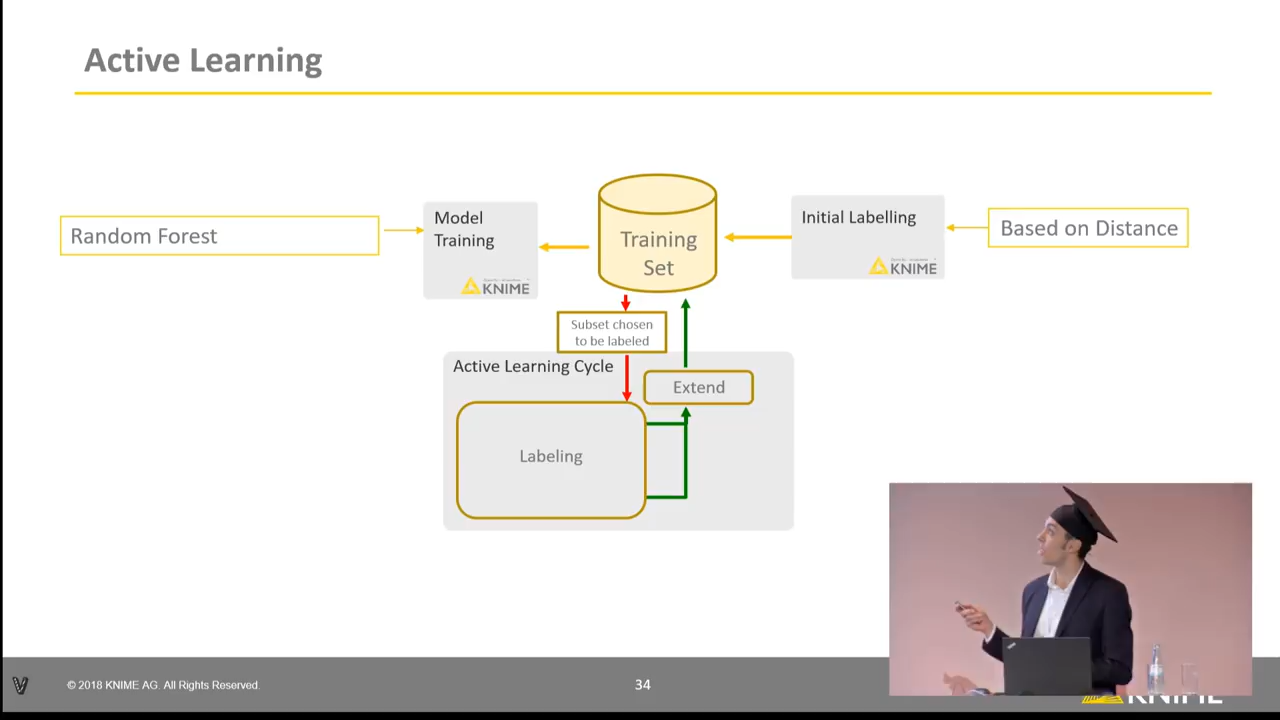 Active Learning
Random Forest
Model
Training
KNIME
Training
Set
Initial Labelling
KNIME
Based on Distance
Subset chosen
to be labeled
Active Learning Cycle
Extend
Labeling
© 2018 KNIME AG. All Rights Reserved.
34
KNIME